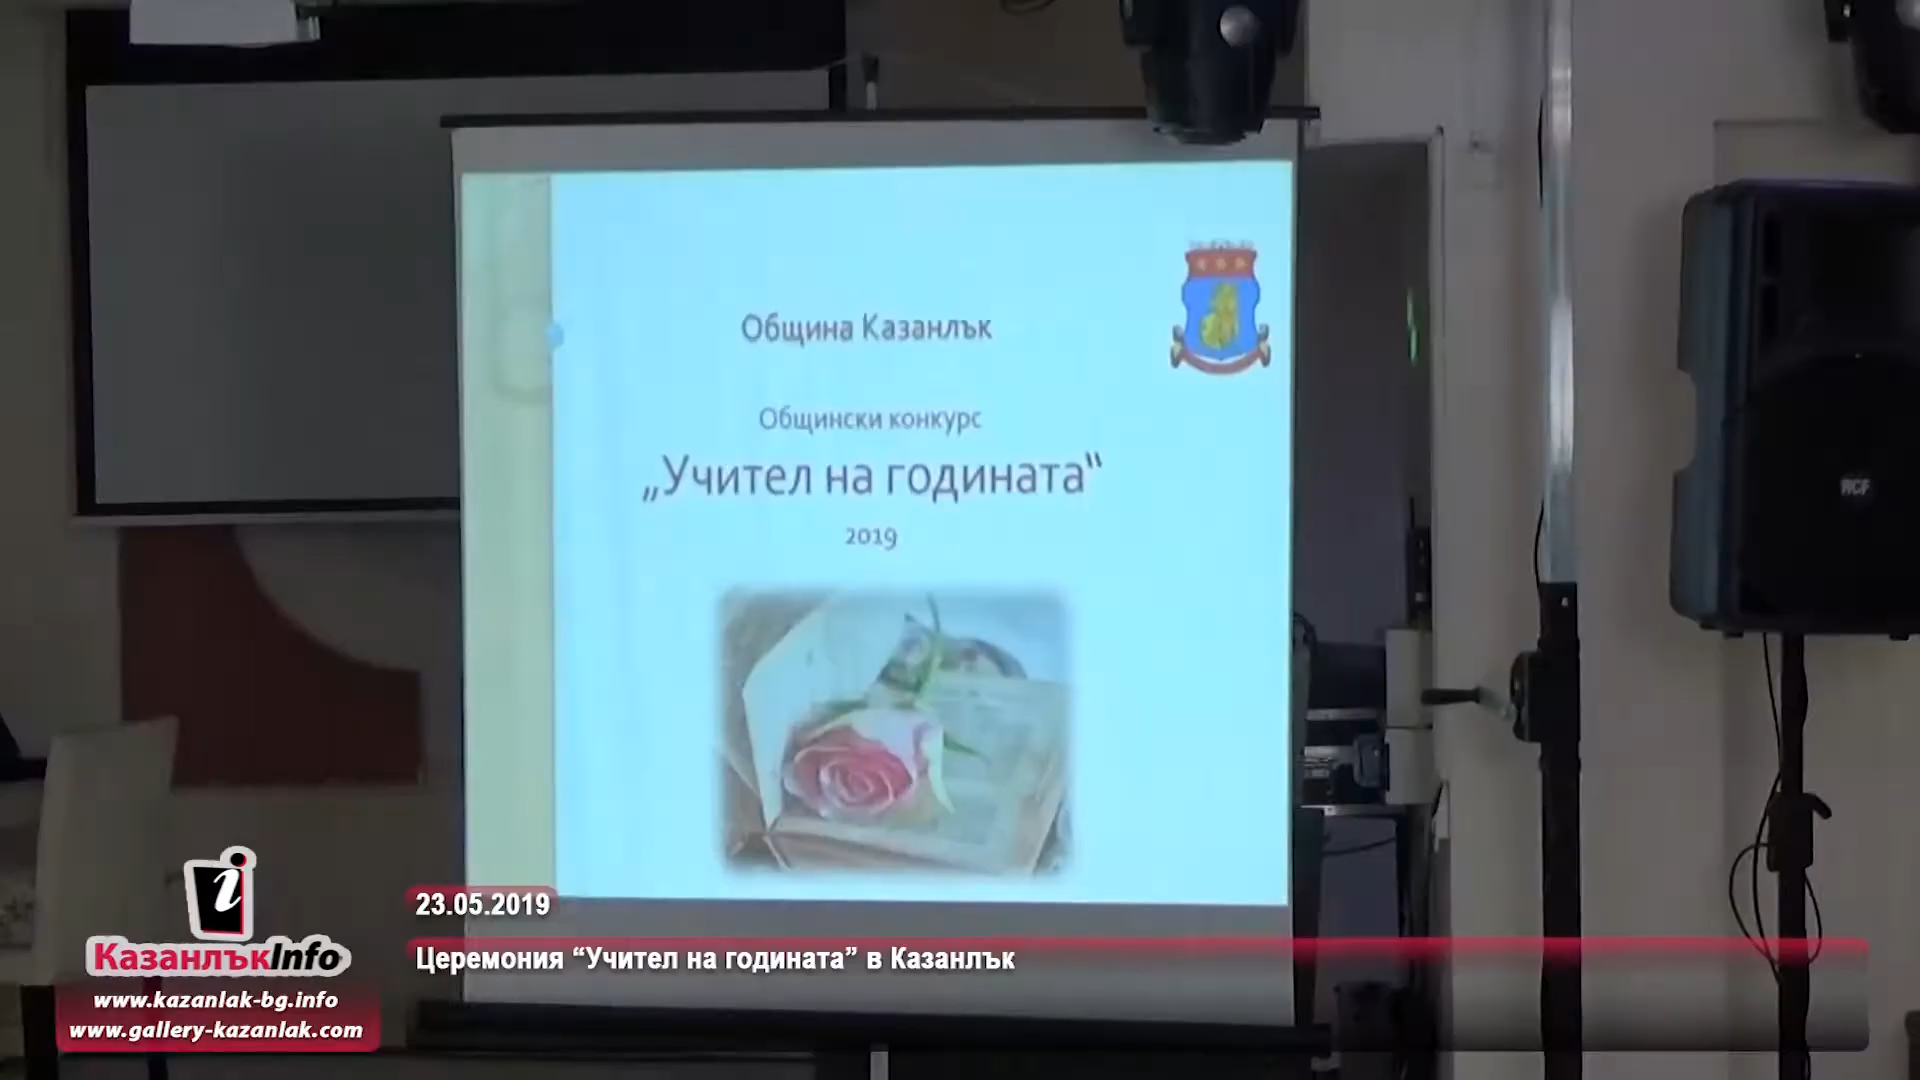 Община Казанлък
Общински конкурс
„Учител на годината“
2019
RCF
23.05.2019
Церемония “Учител на годината” в Казанлък
i
КазанлъкInfo
www.kazanlak-bg.info
www.gallery-kazanlak.com